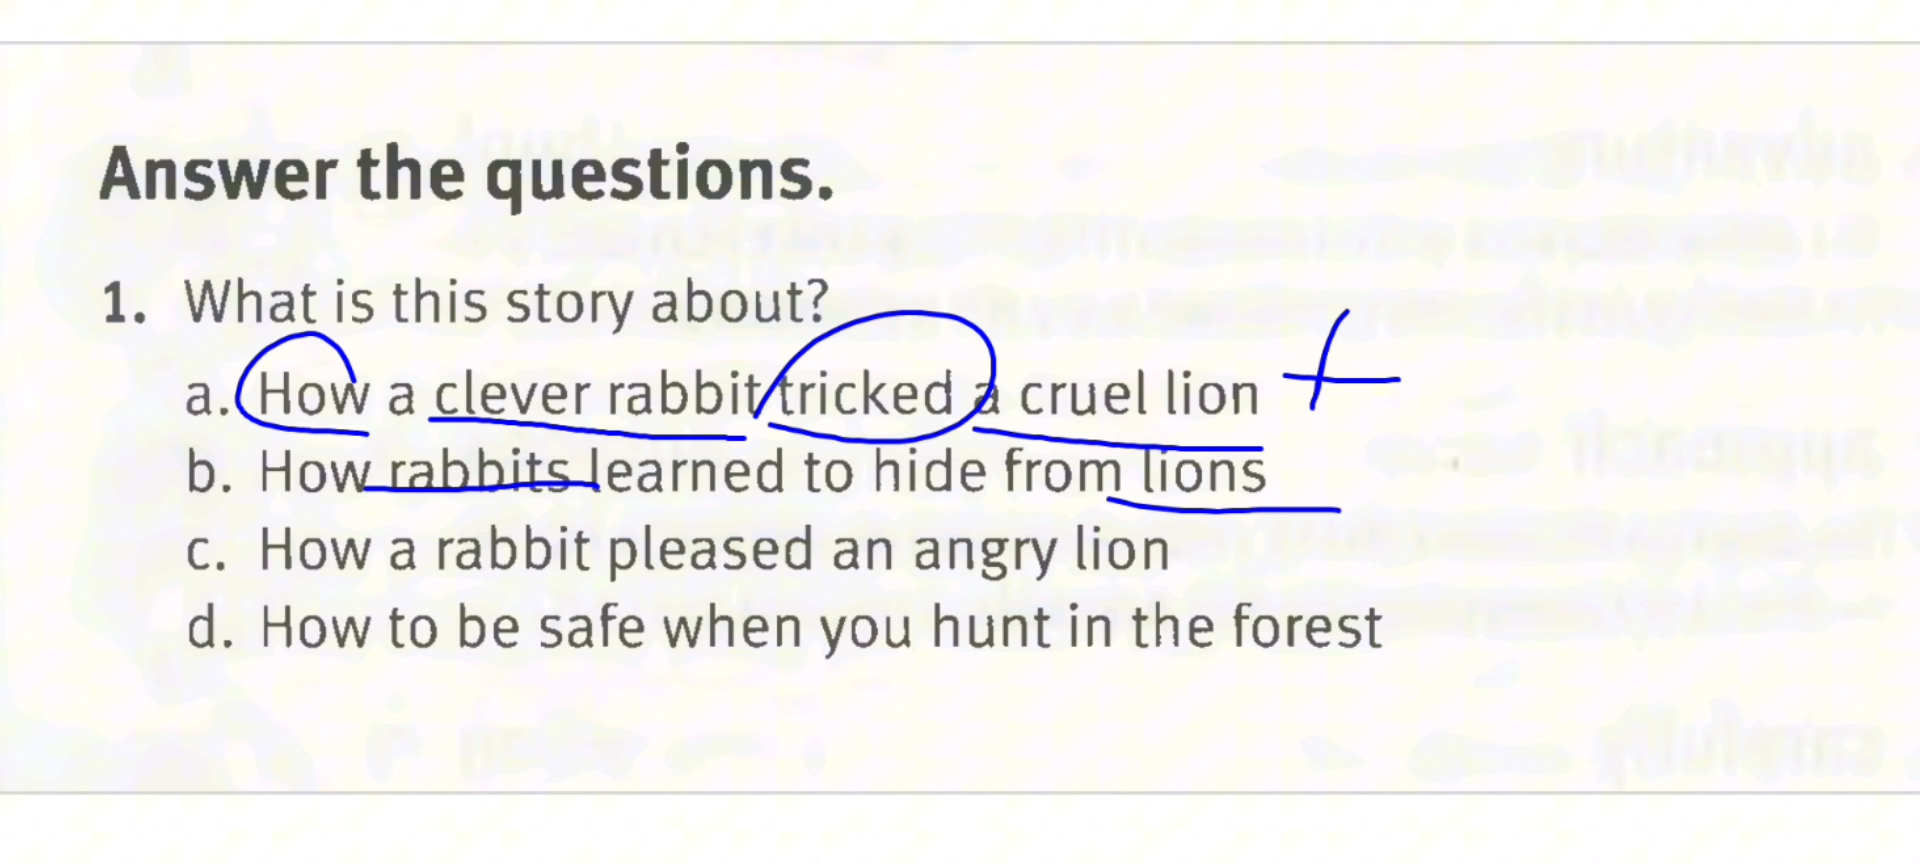 Answer the questions.
1. What is this story about?
a. How a clever rabbit tricked a cruel lion +
b. How rabbits learned to hide from lions
c. How a rabbit pleased an angry lion
d. How to be safe when you hunt in the forest